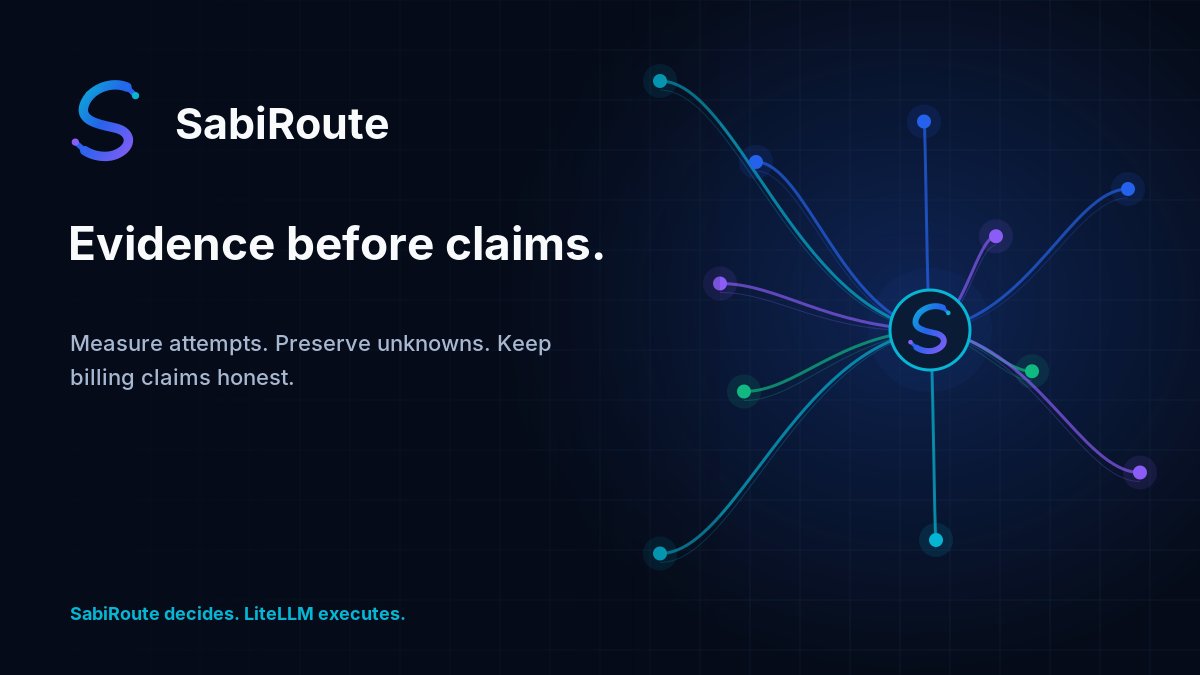 SabiRoute
Evidence before claims.
Measure attempts. Preserve unknowns. Keep
billing claims honest.
SabiRoute decides. LiteLLM executes.